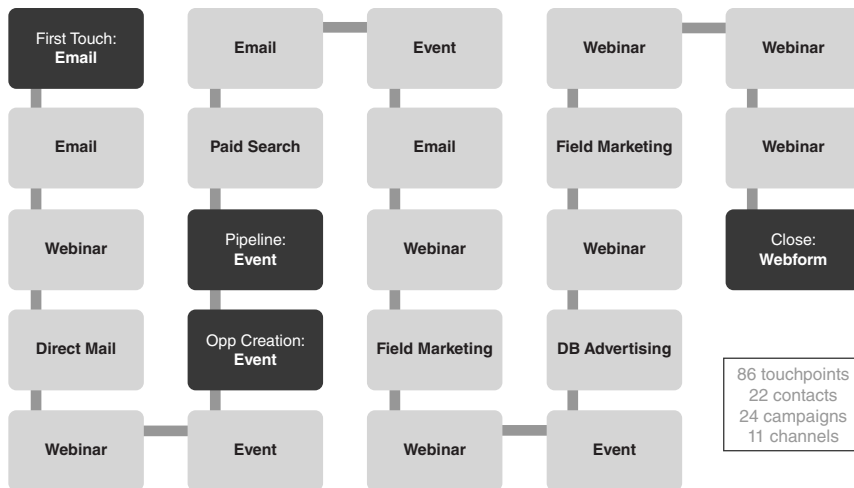 First Touch:
Email
Email
Webinar
Direct Mail
Webinar
Event
Opp Creation:
Event
Pipeline:
Event
Paid Search
Email
Event
Email
Webinar
Field Marketing
Webinar
Event
DB Advertising
Webinar
Field Marketing
Webinar
Webinar
Webinar
Close:
Webform
86 touchpoints
22 contacts
24 campaigns
11 channels